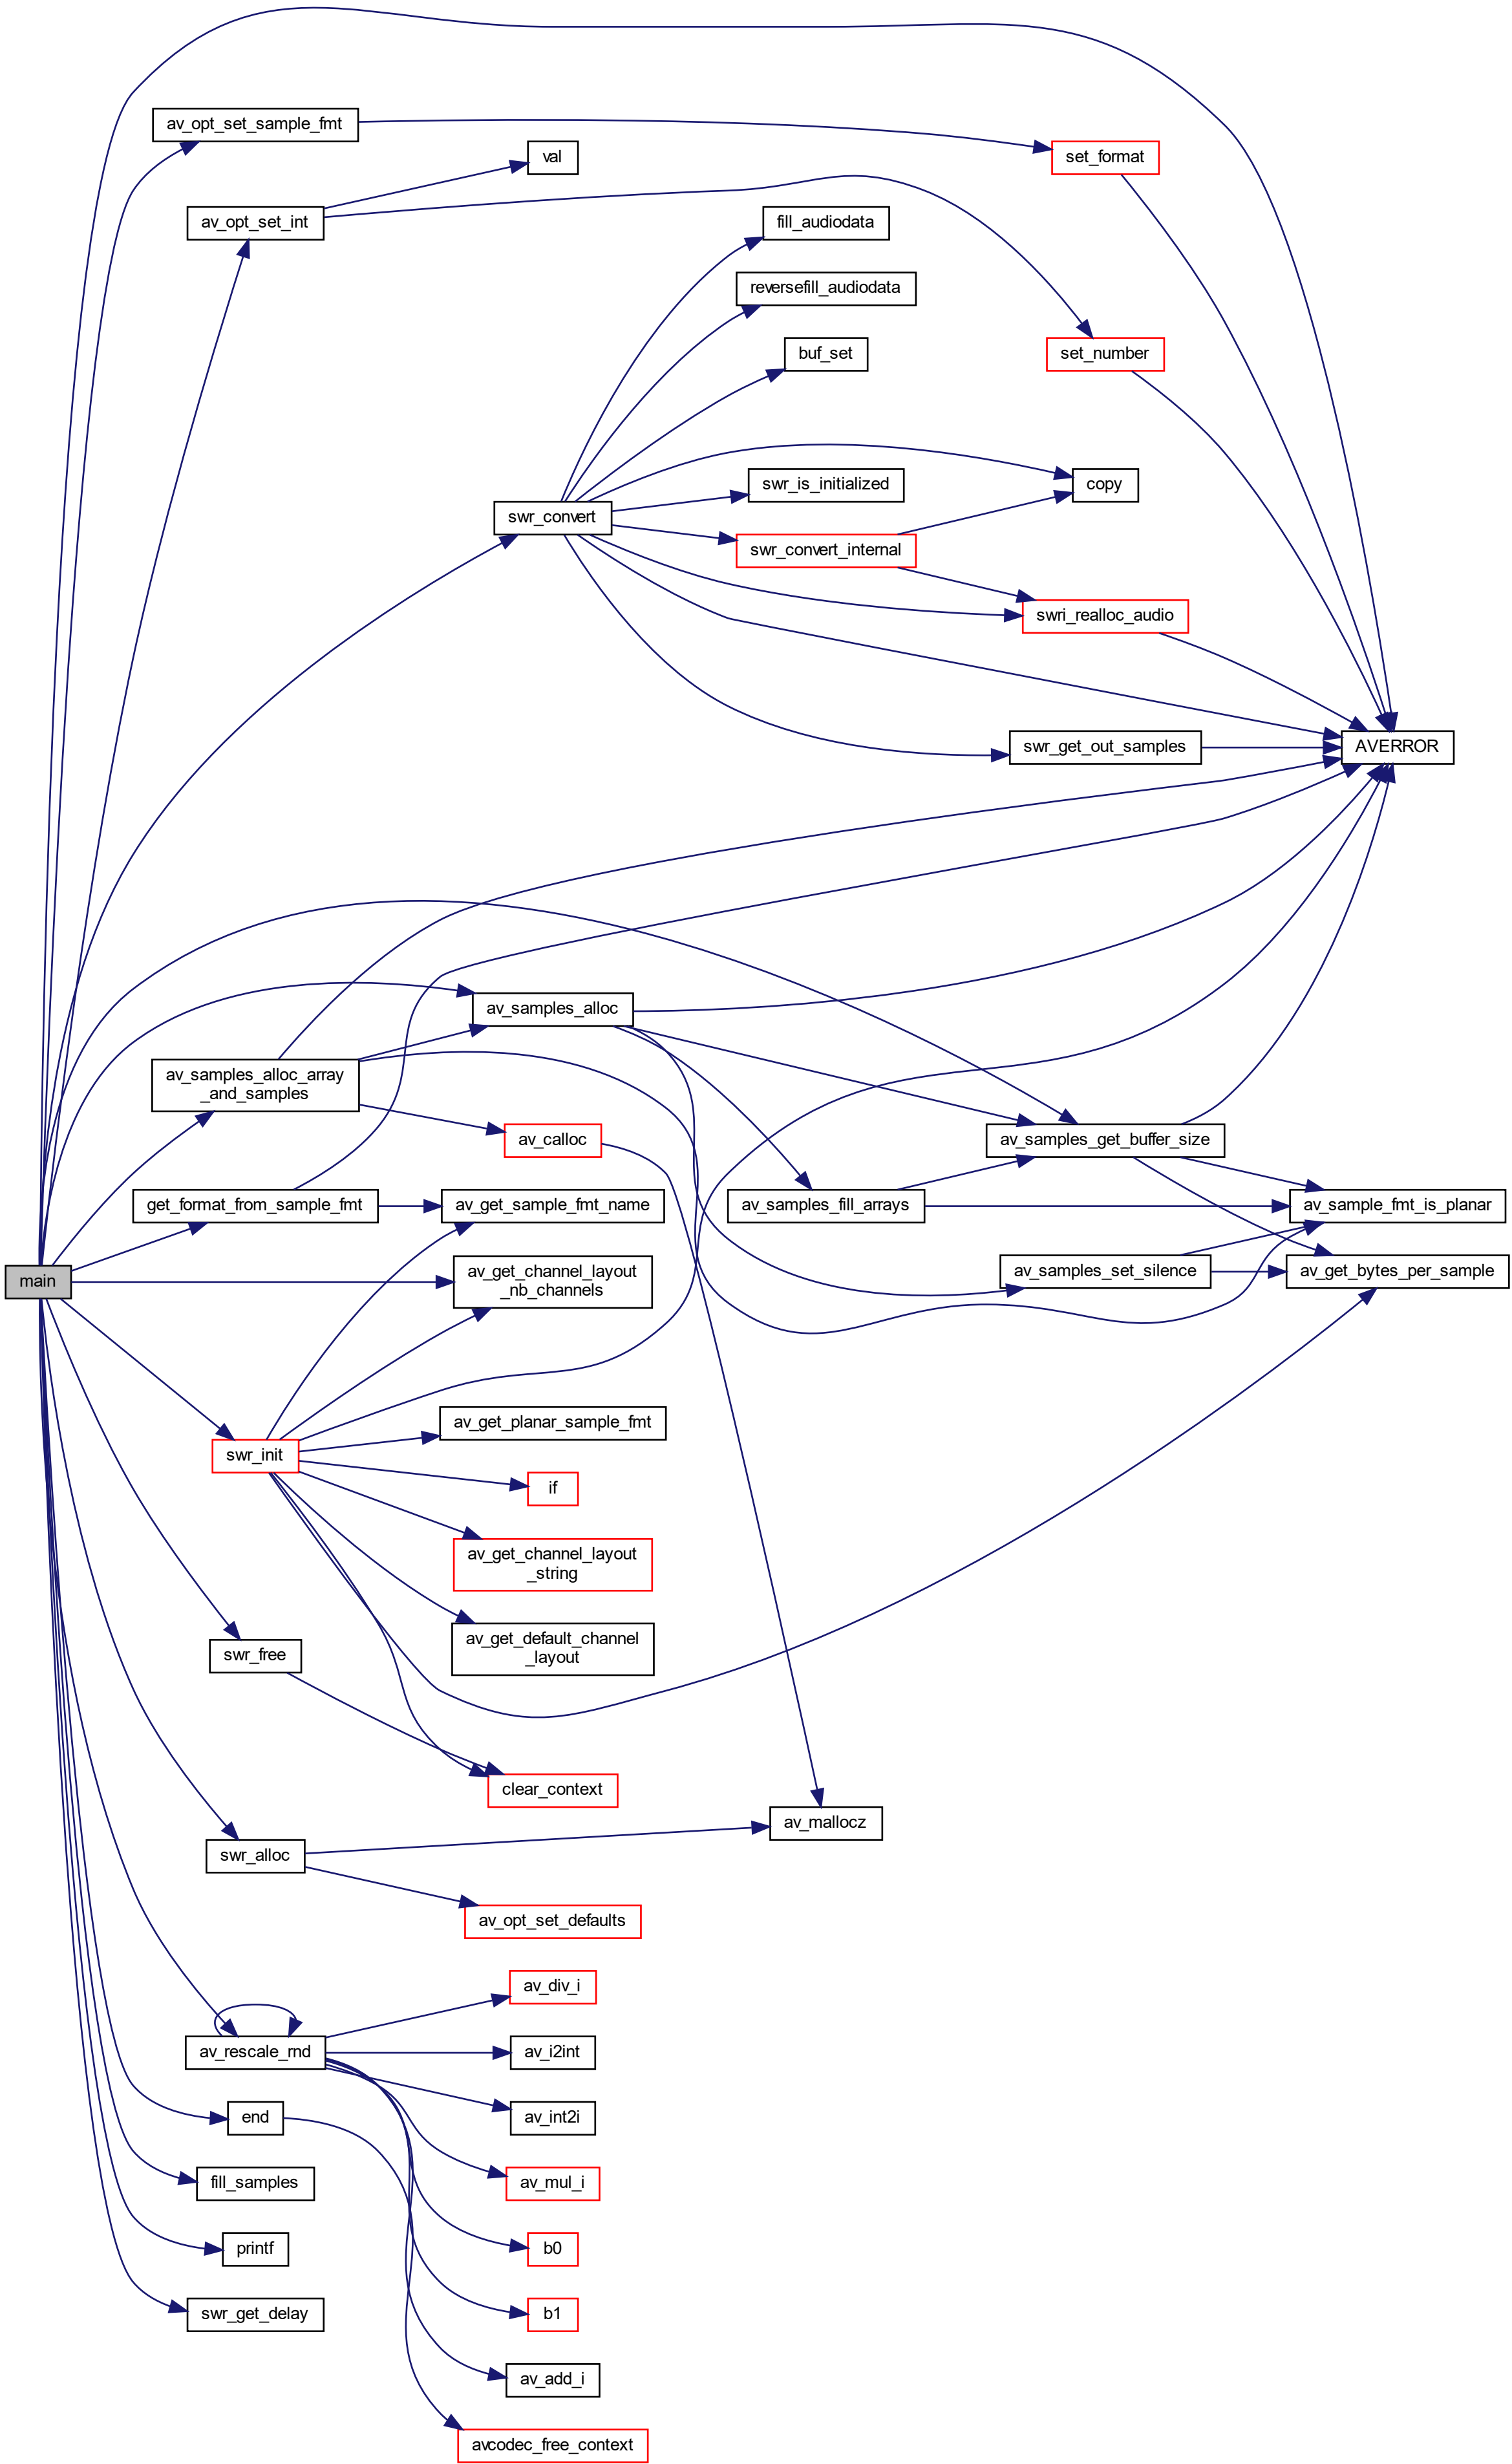 av_opt_set_sample_fmt
set_format
val
av_opt_set_int
fill_audiodata
reversefill_audiodata
buf_set
set_number
copy
swr_is_initialized
swr_convert
swr_convert_internal
swri_realloc_audio
swr_get_out_samples
AVERROR
av_samples_alloc
av_samples_alloc_array
_and_samples
av_calloc
av_samples_get_buffer_size
get_format_from_sample_fmt
av_get_sample_fmt_name
av_samples_fill_arrays
av_sample_fmt_is_planar
main
av_get_channel_layout
_nb_channels
av_samples_set_silence
av_get_bytes_per_sample
av_get_planar_sample_fmt
swr_init
if
av_get_channel_layout
_string
av_get_default_channel
_layout
swr_free
clear_context
av_mallocz
swr_alloc
av_opt_set_defaults
av_div_i
av_rescale_rnd
av_i2int
end
av_int2i
fill_samples
av_mul_i
printf
b0
swr_get_delay
b1
av_add_i
avcodec_free_context